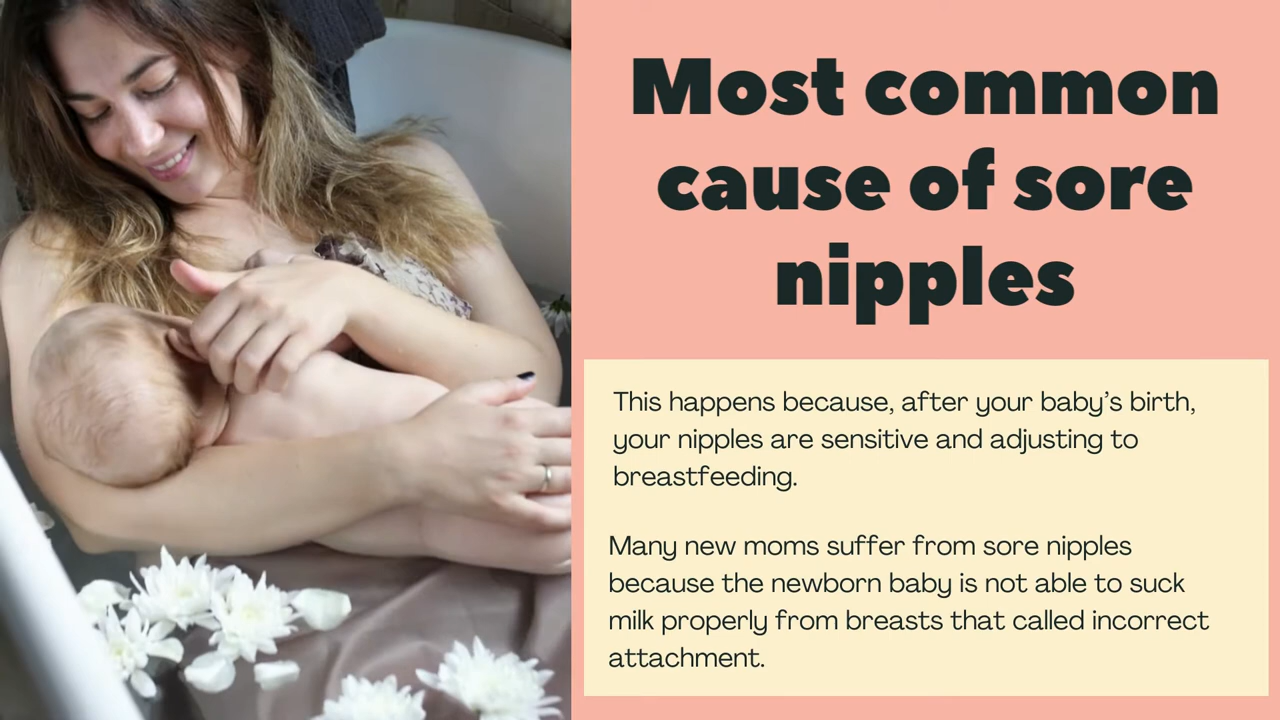 Most common
cause of sore
nipples
This happens because, after your baby’s birth,
your nipples are sensitive and adjusting to
breastfeeding.
Many new moms suffer from sore nipples
because the newborn baby is not able to suck
milk properly from breasts that called incorrect
attachment.